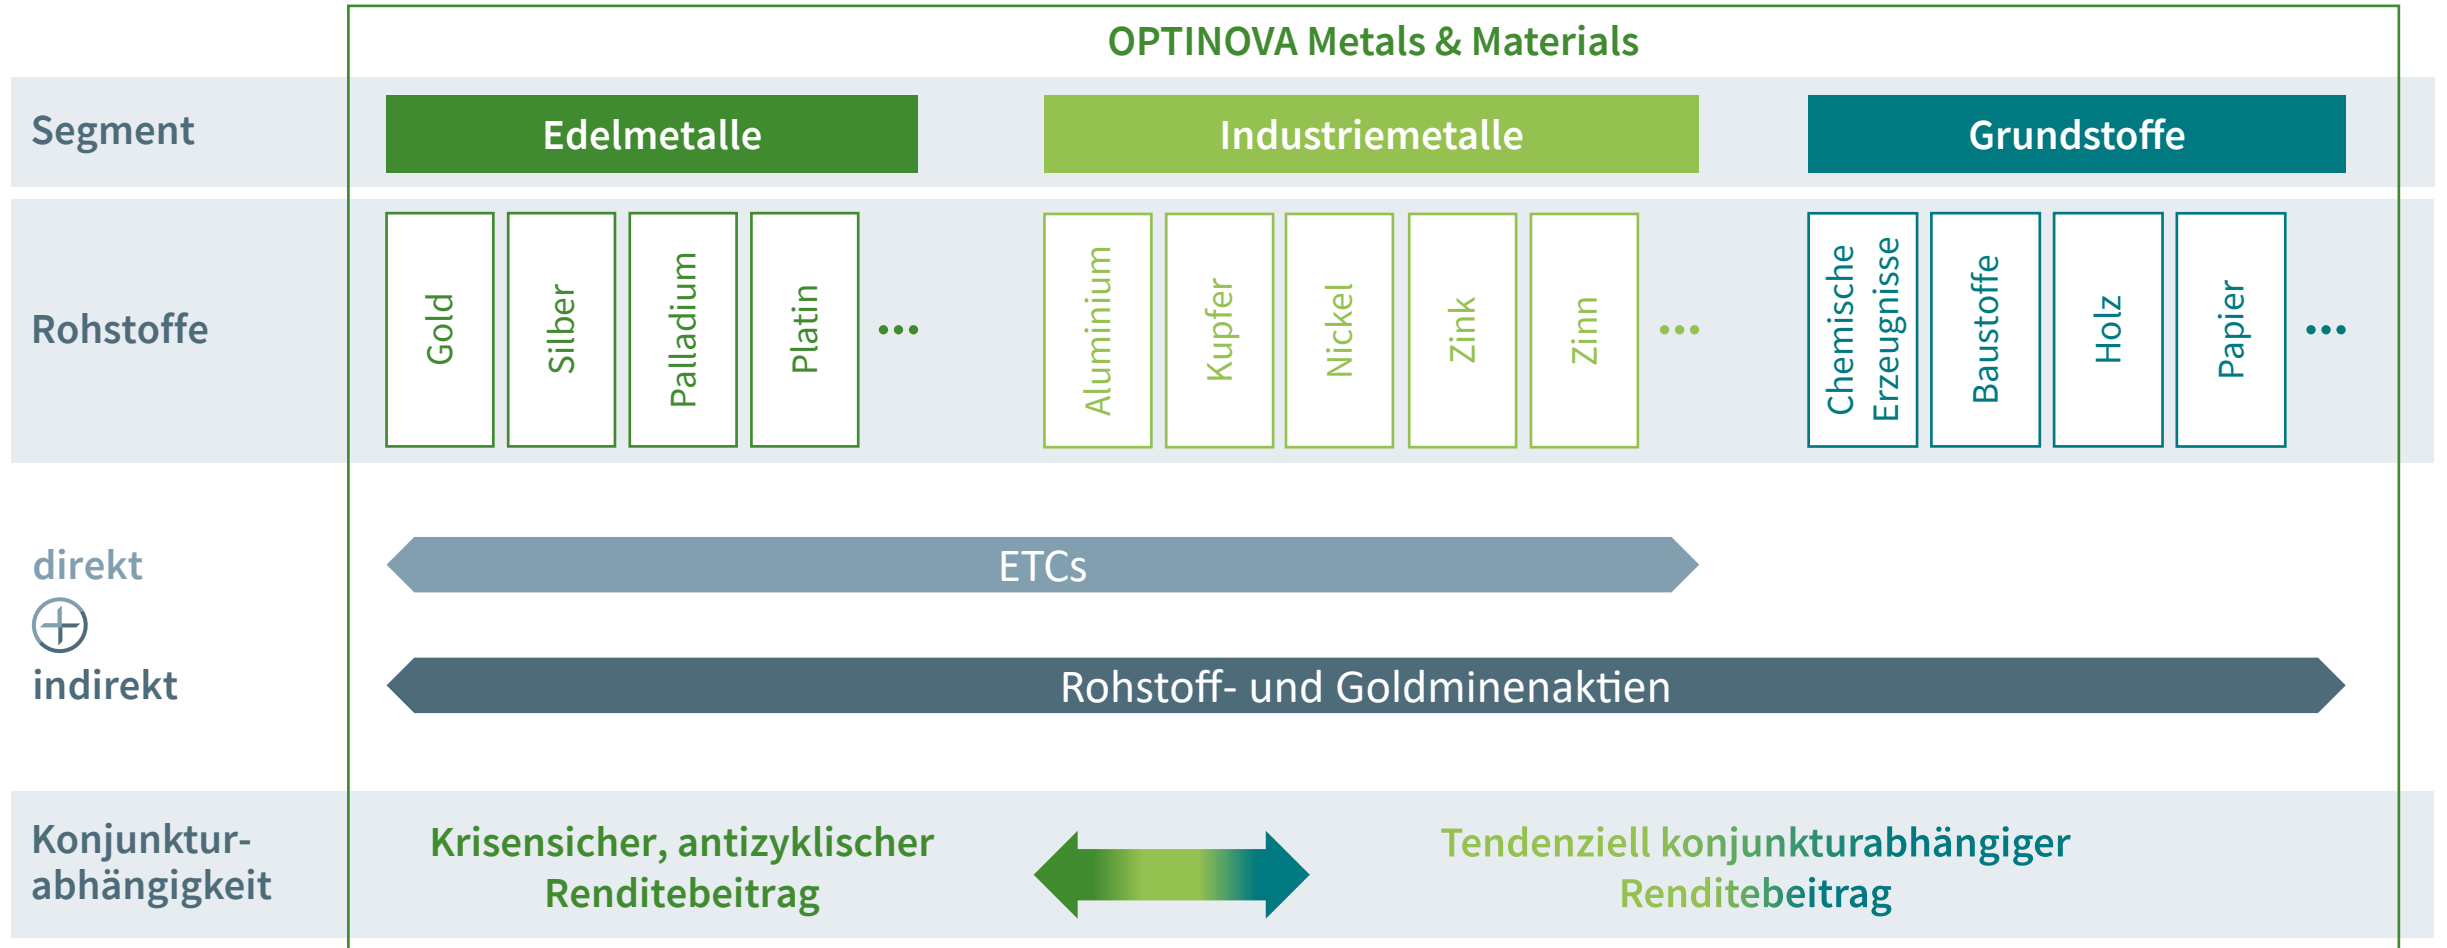 OPTINOVA Metals & Materials
Segment
Edelmetalle
Industriemetalle
Grundstoffe
Rohstoffe
Gold
Silber
Palladium
Platin
...
Aluminium
Kupfer
Nickel
Zink
Zinn
...
Chemische
Erzeugnisse
Baustoffe
Holz
Papier
...
direkt
ETCs
indirekt
Rohstoff- und Goldminenaktien
Konjunktur-
abhängigkeit
Krisensicher, antizyklischer
Renditebeitrag
Tendenziell konjunkturabhängiger
Renditebeitrag